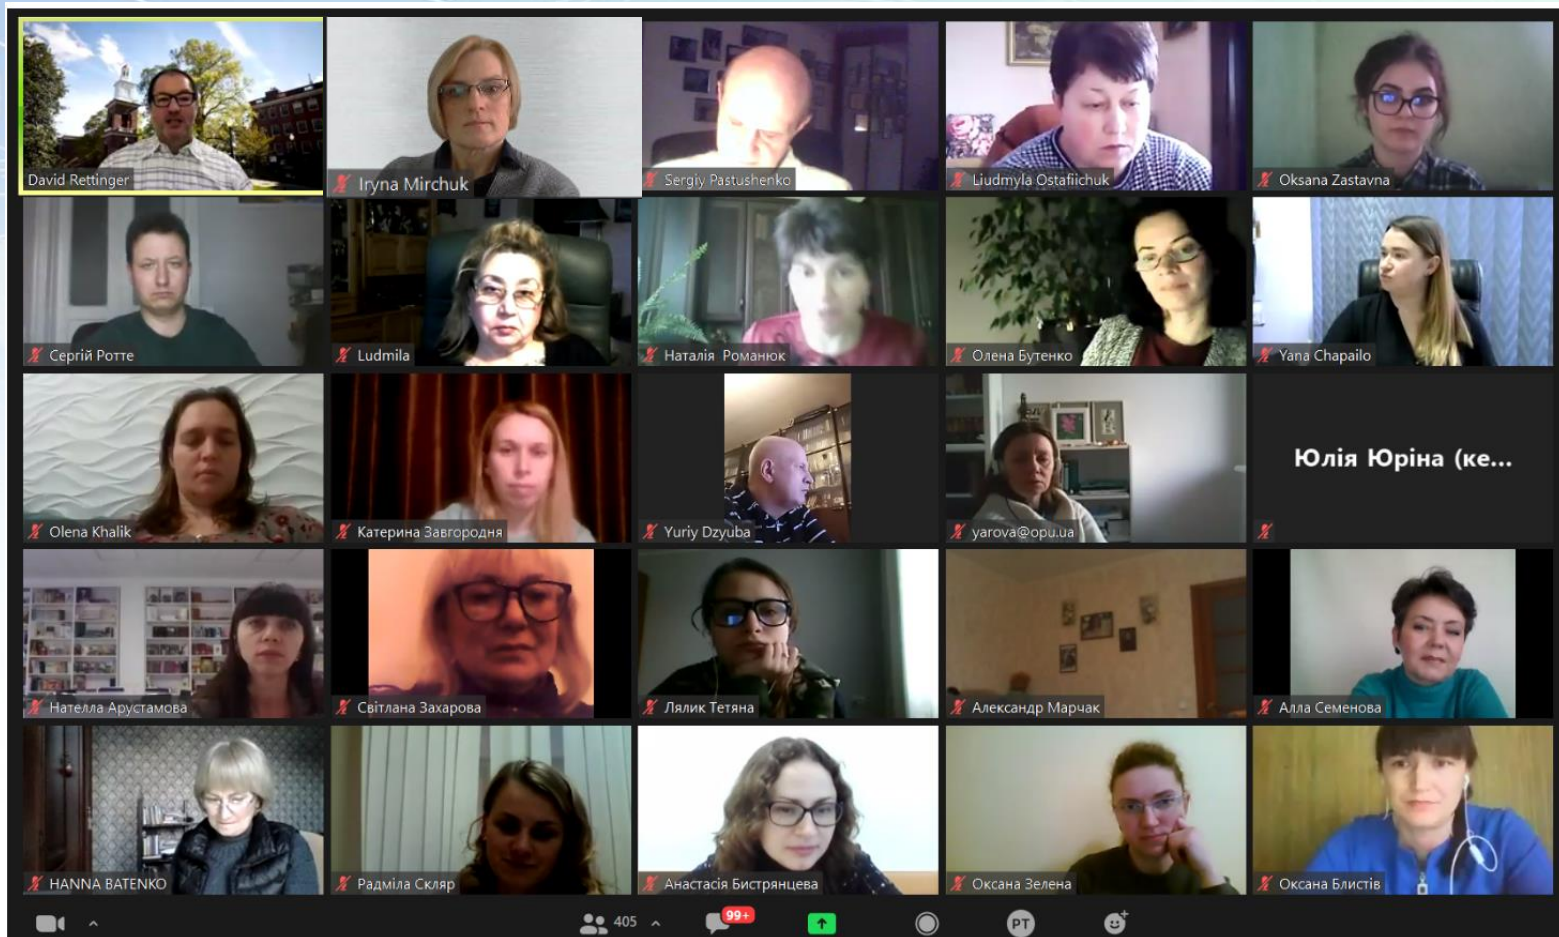 David Rettinger
Iryna Mirchuk
Sergiy Pastushenko
Liudmyla Ostafiichuk
Oksana Zastavna
Сергій Ротте
Ludmila
Наталія Романюк
Олена Бутенко
Yana Chapailo
Olena Khalik
Катерина Завгородня
Yuriy Dzyuba
yarova@opu.ua
Юлія Юріна (ке...
Нателла Арустамова
Світлана Захарова
Лялик Тетяна
Александр Марчак
Алла Семенова
HANNA BATENKO
Радміла Скляр
Анастасія Бистрянцева
Оксана Зелена
Оксана Блистів
405
99+
PT